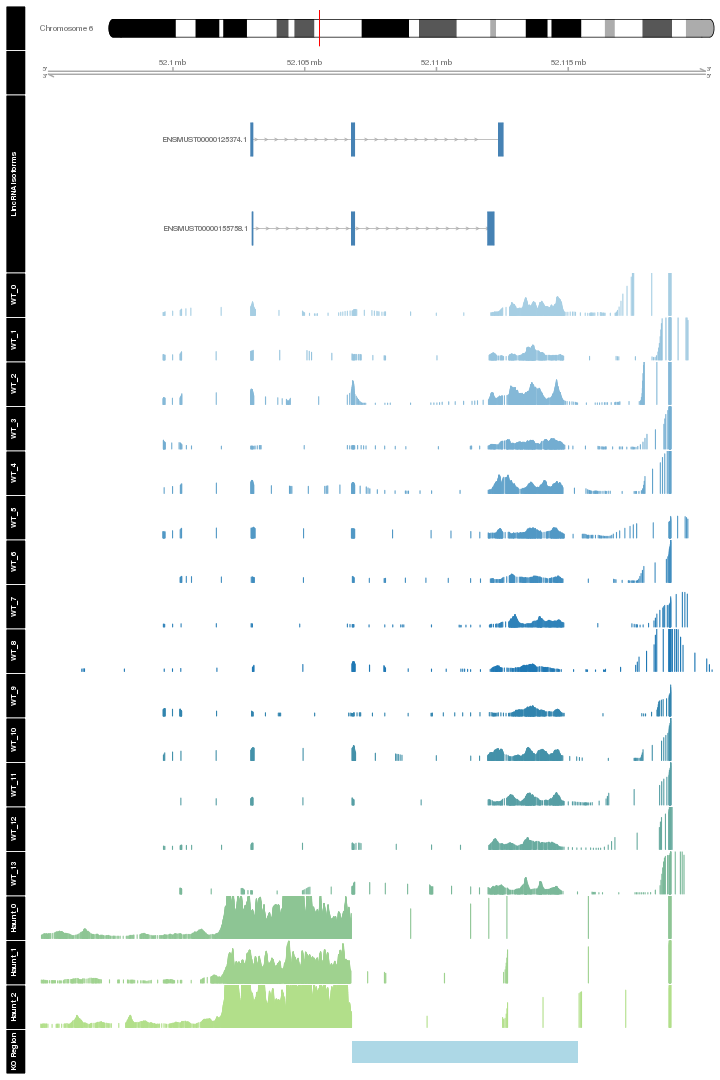 Chromosome 6
5' 3'
3' 5'
52.1 mb 52.105 mb 52.11 mb 52.115 mb
LincRNA Isoforms
ENSMUST00000125374.1
ENSMUST00000155758.1
WT_0
WT_1
WT_2
WT_3
WT_4
WT_5
WT_6
WT_7
WT_8
WT_9
WT_10
WT_11
WT_12
WT_13
Haunt_0
Haunt_1
Haunt_2
KO Region